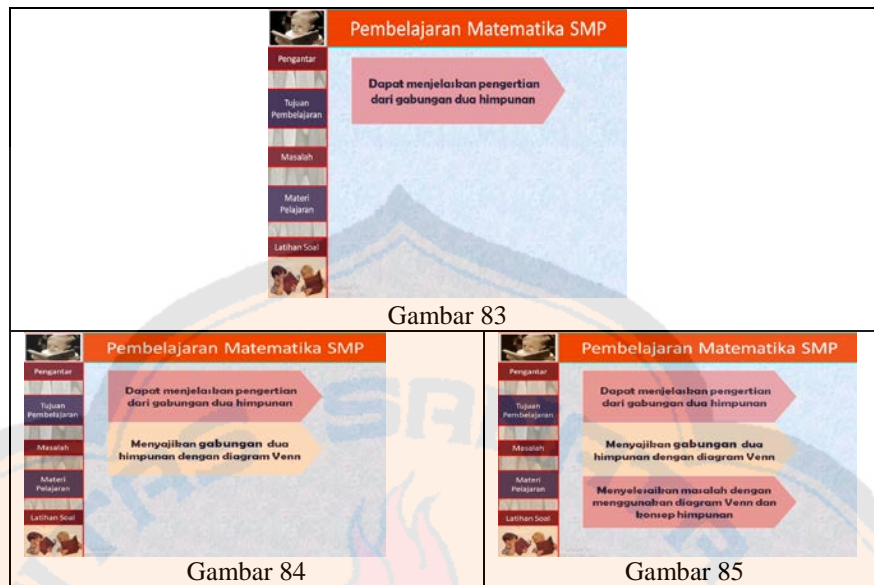 Pembelajaran Matematika SMP
Pengantar
Tujuan
Pembelajaran
Masalah
Materi
Pelajaran
Latihan Soal
Dapat menjelaskan pengertian
dari gabungan dua himpunan
Gambar 83
Pembelajaran Matematika SMP
Pengantar
Tujuan
Pembelajaran
Masalah
Materi
Pelajaran
Latihan Soal
Dapat menjelaskan pengertian
dari gabungan dua himpunan
Menyajikan gabungan dua
himpunan dengan diagram Venn
Gambar 84
Pembelajaran Matematika SMP
Pengantar
Tujuan
Pembelajaran
Masalah
Materi
Pelajaran
Latihan Soal
Dapat menjelaskan pengertian
dari gabungan dua himpunan
Menyajikan gabungan dua
himpunan dengan diagram Venn
Menyelesaikan masalah dengan
menggunakan diagram Venn dan
konsep himpunan
Gambar 85